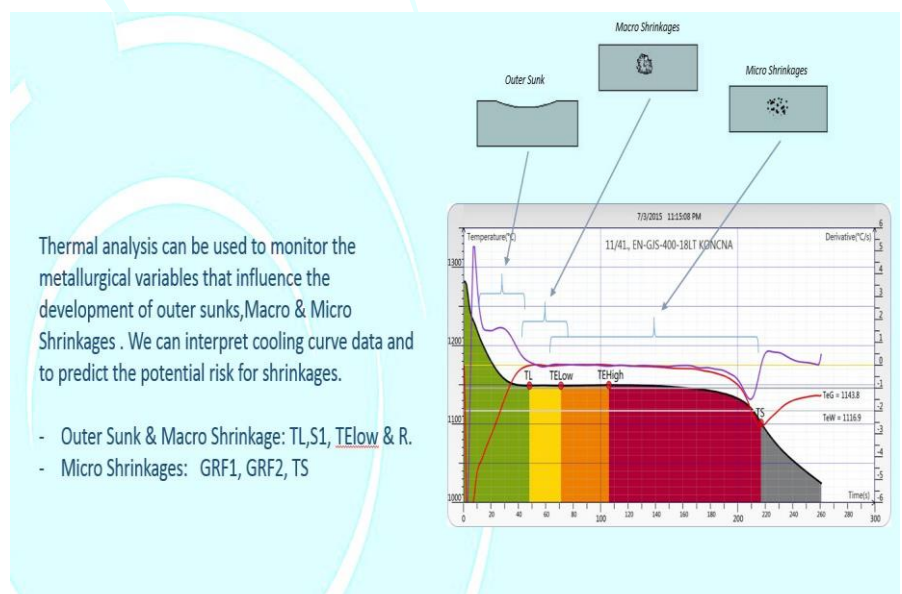 Macro Shrinkages
Outer Sunk
Micro Shrinkages
Thermal analysis can be used to monitor the
metallurgical variables that influence the
development of outer sunks,Macro & Micro
Shrinkages . We can interpret cooling curve data and
to predict the potential risk for shrinkages.
- Outer Sunk & Macro Shrinkage: TL,S1, TElow & R.
- Micro Shrinkages: GRF1, GRF2, TS
7/3/2015 11:15:08 PM
Temperature(°C)
11/41., EN-GJS-400-18LT KONCNA
Derivative(°C/s)
6
5
4
3
2
1
0
-1
-2
-3
-4
-5
-6
1300
1200
1100
1000
TL
TELow
TEHigh
TS
TeG = 1143.8
TeW = 1116.9
Time(s)
0
20
40
60
80
100
120
140
160
180
200
220
240
260
280
300